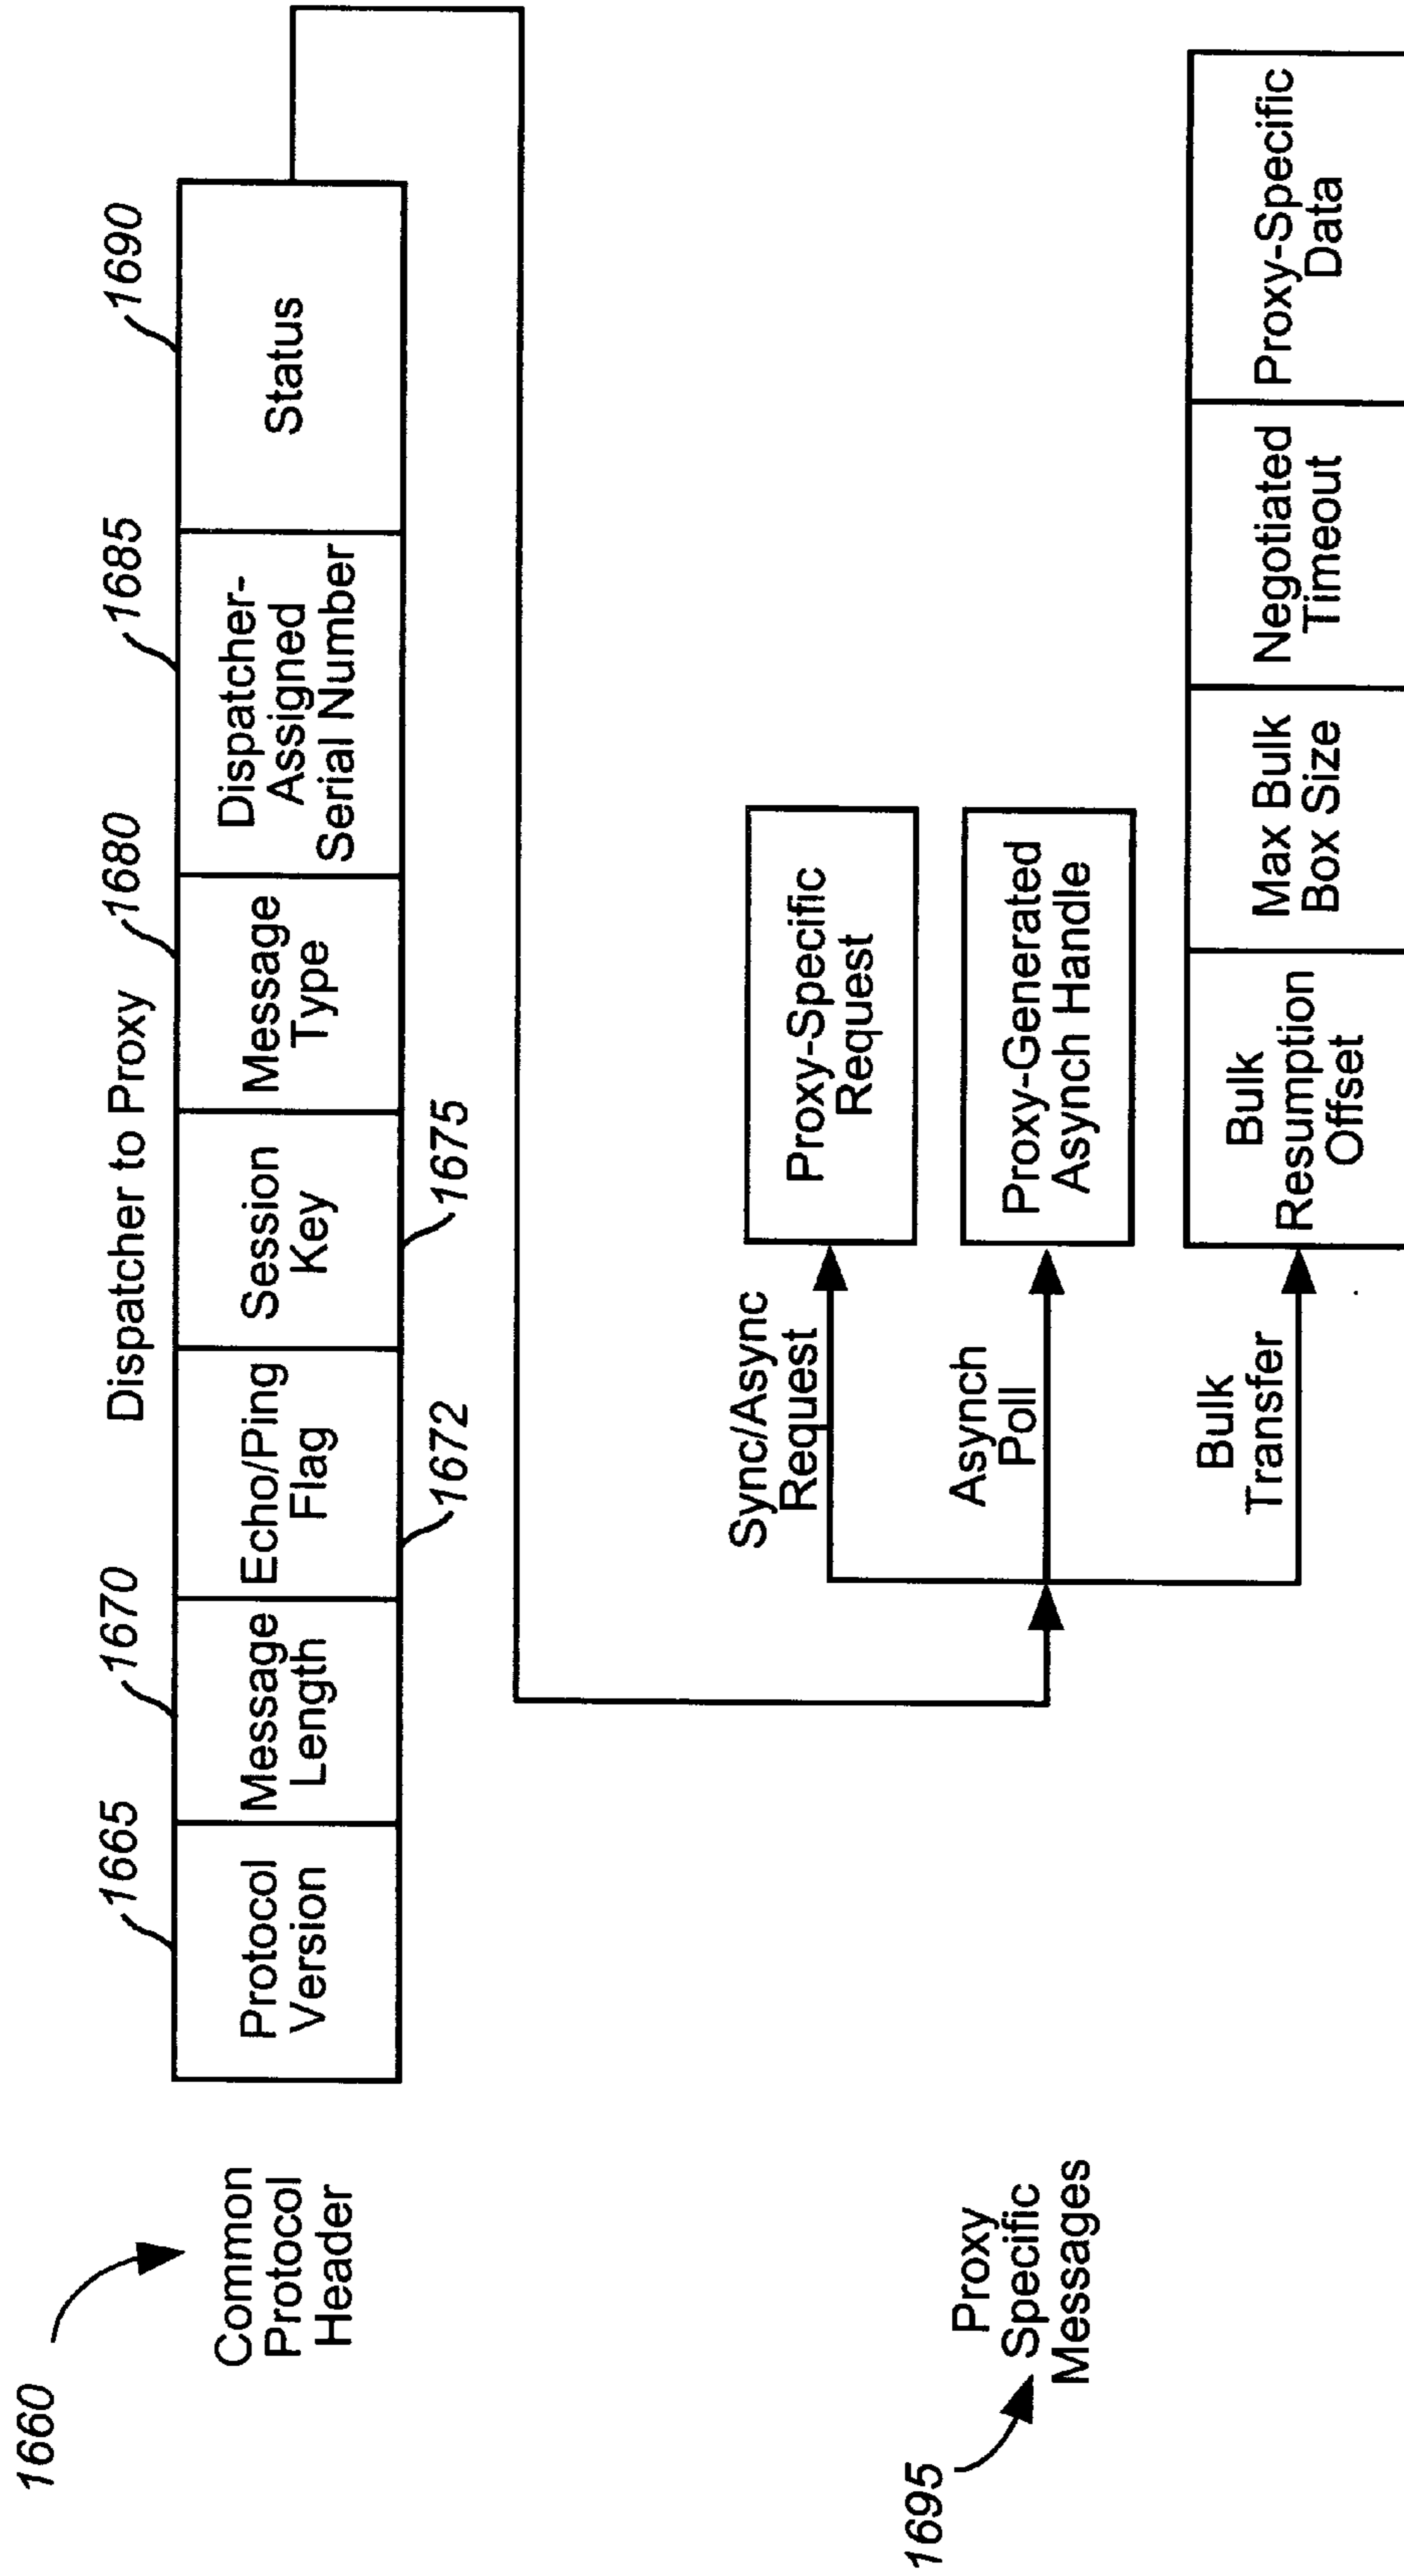 1660
Common
Protocol
Header
Dispatcher to Proxy
1665
1670
1680
1685
1690
Protocol
Version
Message
Length
Echo/Ping
Flag
Session
Key
Message
Type
Dispatcher-
Assigned
Serial Number
Status
1672
1675
1695
Proxy
Specific
Messages
Sync/Async
Request
Proxy-Specific
Request
Asynch
Poll
Proxy-Generated
Asynch Handle
Bulk
Transfer
Bulk
Resumption
Offset
Max Bulk
Box Size
Negotiated
Timeout
Proxy-Specific
Data